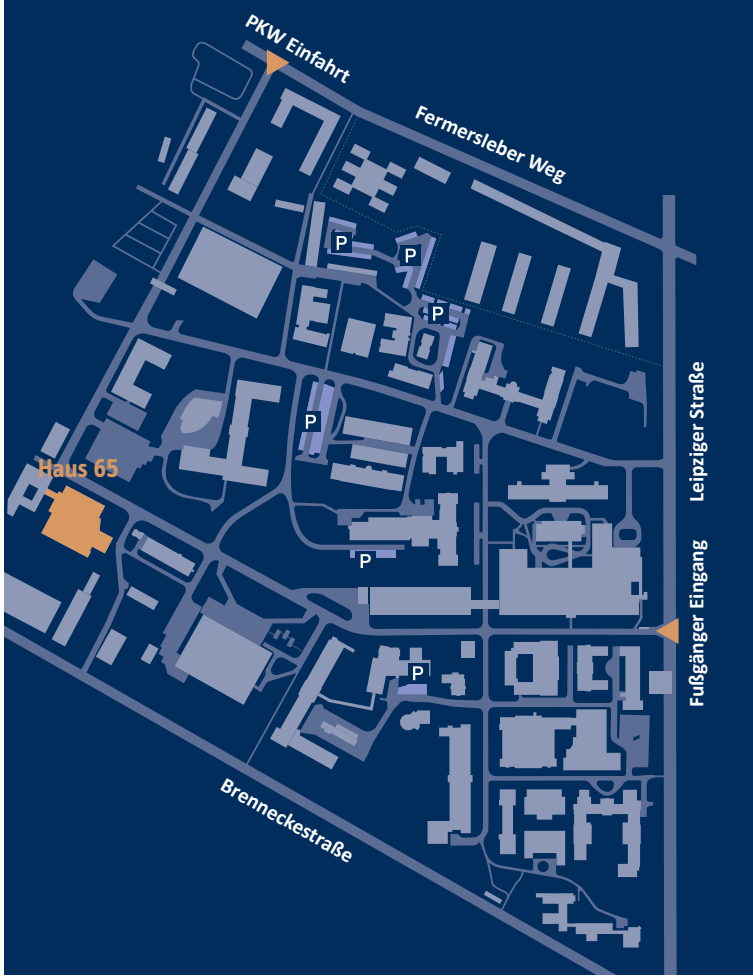 PKW Einfahrt
Fermersleber Weg
P
P
P
Leipziger Straße
P
Haus 65
P
Fußgänger Eingang
P
Brenneckestraße